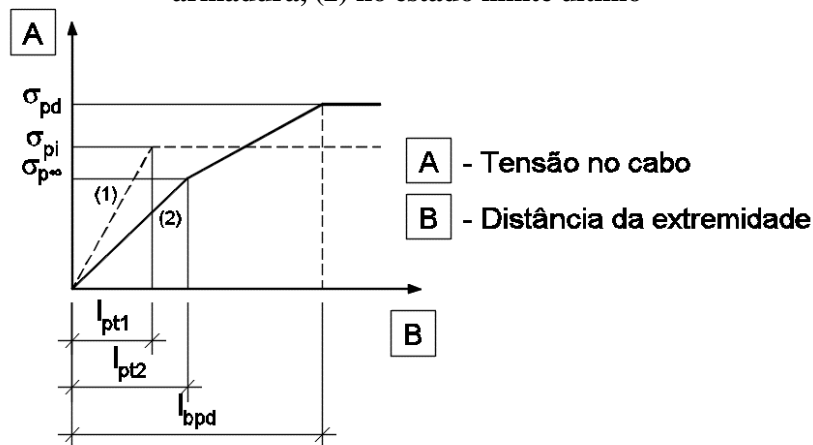 armadura, (2) no estado limite último
A
σpd
σpi
σp∞
(1)
(2)
A - Tensão no cabo
B - Distância da extremidade
lpt1
B
lpt2
lbpd